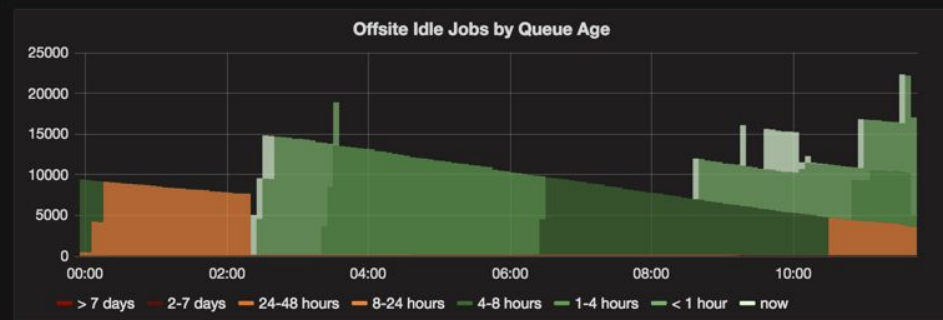 Offsite Idle Jobs by Queue Age
25000
20000
15000
10000
5000
0
00:00 02:00 04:00 06:00 08:00 10:00
> 7 days 2-7 days 24-48 hours 8-24 hours 4-8 hours 1-4 hours < 1 hour now